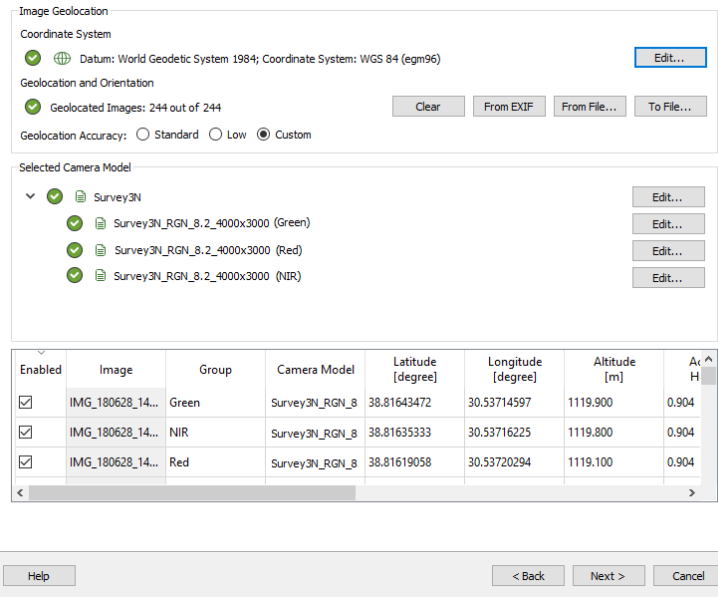 Image Geolocation
Coordinate System
Datum: World Geodetic System 1984; Coordinate System: WGS 84 (egm96) Edit...
Geolocation and Orientation
Geolocated Images: 244 out of 244 Clear From EXIF From File... To File...
Geolocation Accuracy: Standard Low Custom
Selected Camera Model
Survey3N Edit...
Survey3N_RGN_8.2_4000x3000 (Green) Edit...
Survey3N_RGN_8.2_4000x3000 (Red) Edit...
Survey3N_RGN_8.2_4000x3000 (NIR) Edit...
Enabled Image Group Camera Model Latitude [degree] Longitude [degree] Altitude [m]
IMG_180628_14... Green Survey3N_RGN_8 38.81643472 30.53714597 1119.900 0.904
IMG_180628_14... NIR Survey3N_RGN_8 38.81635333 30.53716225 1119.800 0.904
IMG_180628_14... Red Survey3N_RGN_8 38.81619058 30.53720294 1119.100 0.904
Help < Back Next > Cancel